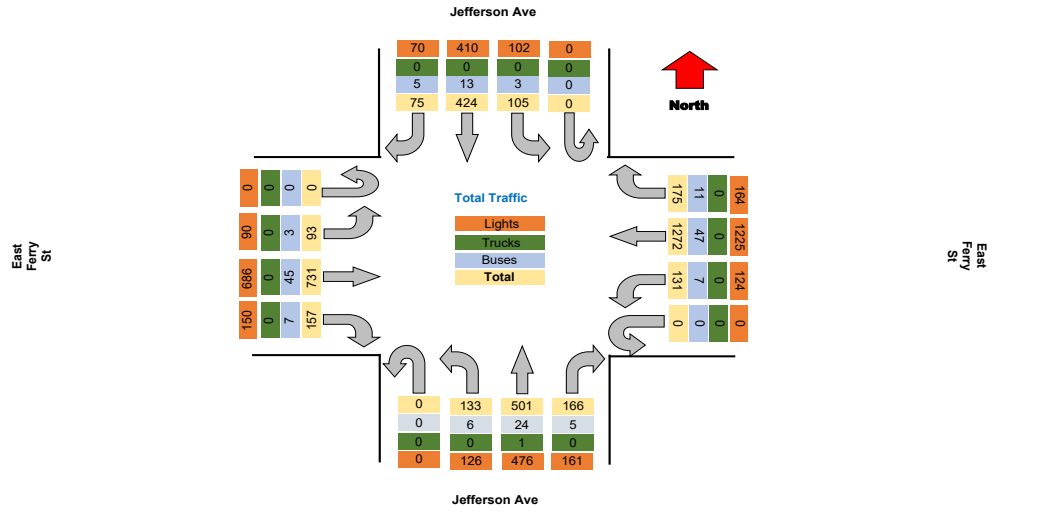 Jefferson Ave
70 410 102 0
0 0 0 0
5 13 3 0
75 424 105 0
North
0 0 0 0
90 0 3 93
686 0 45 731
150 0 7 157
East
Ferry
St
Total Traffic
Lights
Trucks
Buses
Total
175 11 0 164
1272 47 0 1225
131 7 0 124
0 0 0 0
East
Ferry
St
0 133 501 166
0 6 24 5
0 0 1 0
0 126 476 161
Jefferson Ave